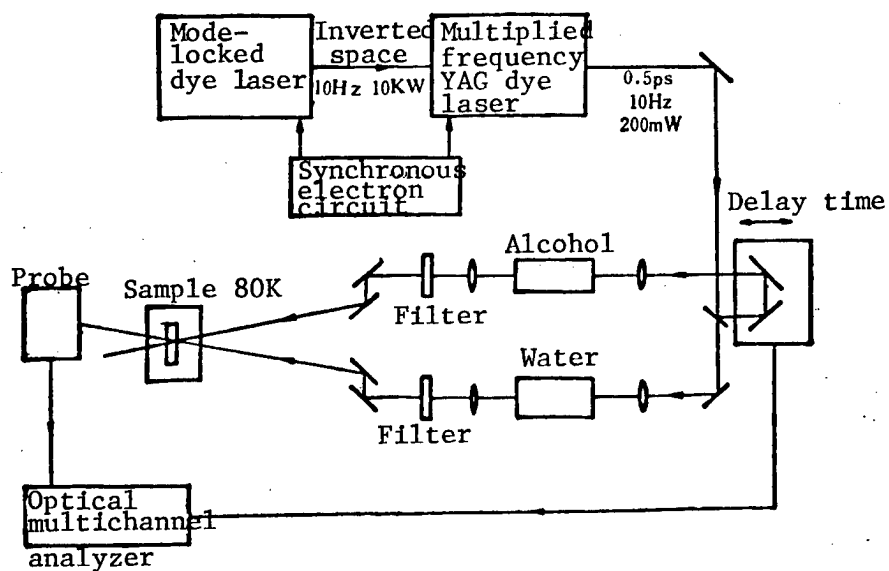 Mode-
locked
dye laser
Inverted
space
10Hz 10KW
Multiplied
frequency
YAG dye
laser
0.5ps
10Hz
200mW
Synchronous
electron
circuit
Delay time
Alcohol
Probe
Sample 80K
Filter
Water
Filter
Optical
multichannel
analyzer